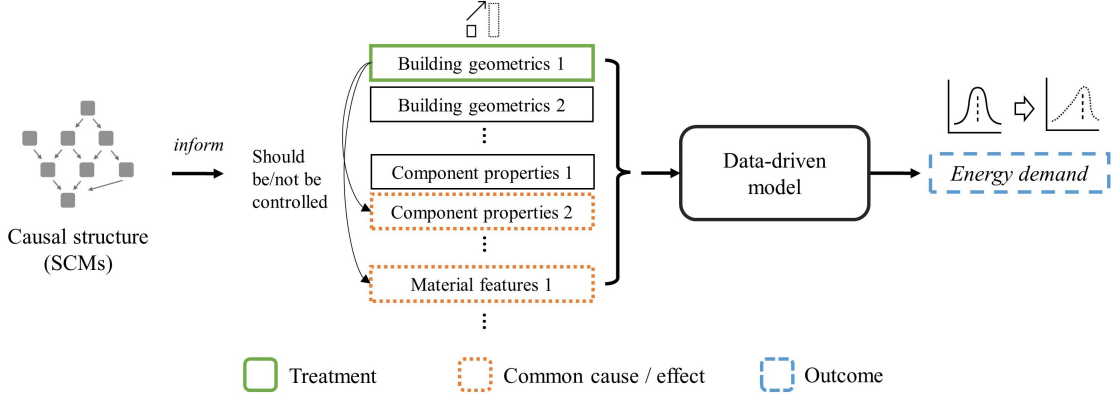 Causal structure
(SCMs)
inform
Should
be/not be
controlled
Building geometrics 1
Building geometrics 2
Component properties 1
Component properties 2
Material features 1
Data-driven
model
Energy demand
Treatment
Common cause / effect
Outcome